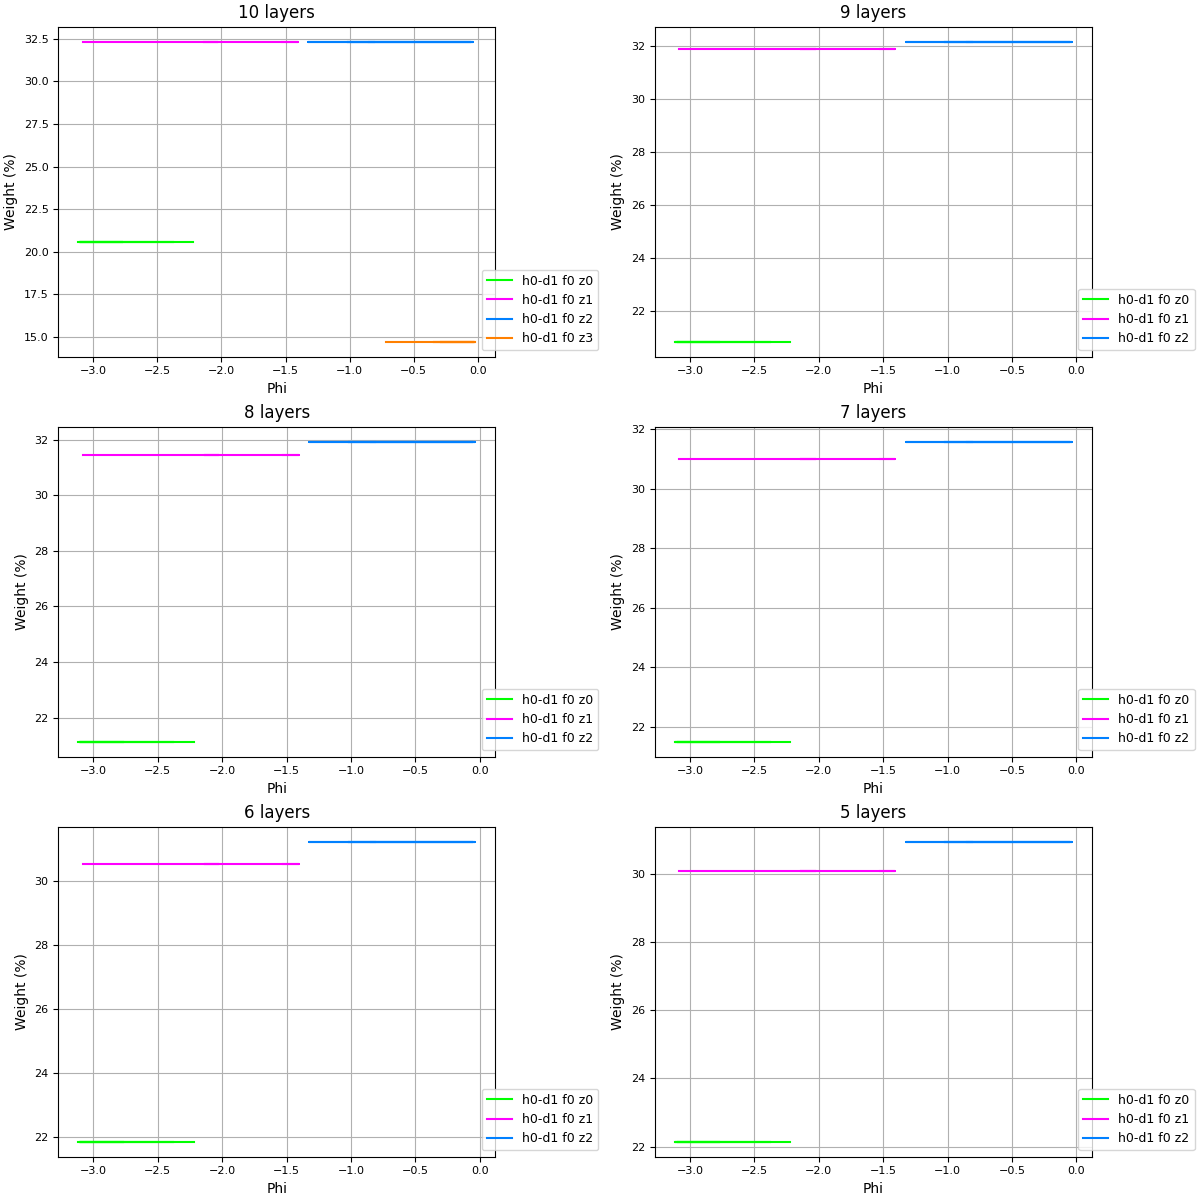 10 layers
Weight (%)
32.5
30.0
27.5
25.0
22.5
20.0
17.5
15.0
−3.0 −2.5 −2.0 −1.5 −1.0 −0.5 0.0
Phi
h0-d1 f0 z0
h0-d1 f0 z1
h0-d1 f0 z2
h0-d1 f0 z3
9 layers
Weight (%)
32
30
28
26
24
22
−3.0 −2.5 −2.0 −1.5 −1.0 −0.5 0.0
Phi
h0-d1 f0 z0
h0-d1 f0 z1
h0-d1 f0 z2
8 layers
Weight (%)
32
30
28
26
24
22
−3.0 −2.5 −2.0 −1.5 −1.0 −0.5 0.0
Phi
h0-d1 f0 z0
h0-d1 f0 z1
h0-d1 f0 z2
7 layers
Weight (%)
32
30
28
26
24
22
−3.0 −2.5 −2.0 −1.5 −1.0 −0.5 0.0
Phi
h0-d1 f0 z0
h0-d1 f0 z1
h0-d1 f0 z2
6 layers
Weight (%)
30
28
26
24
22
−3.0 −2.5 −2.0 −1.5 −1.0 −0.5 0.0
Phi
h0-d1 f0 z0
h0-d1 f0 z1
h0-d1 f0 z2
5 layers
Weight (%)
30
28
26
24
22
−3.0 −2.5 −2.0 −1.5 −1.0 −0.5 0.0
Phi
h0-d1 f0 z0
h0-d1 f0 z1
h0-d1 f0 z2